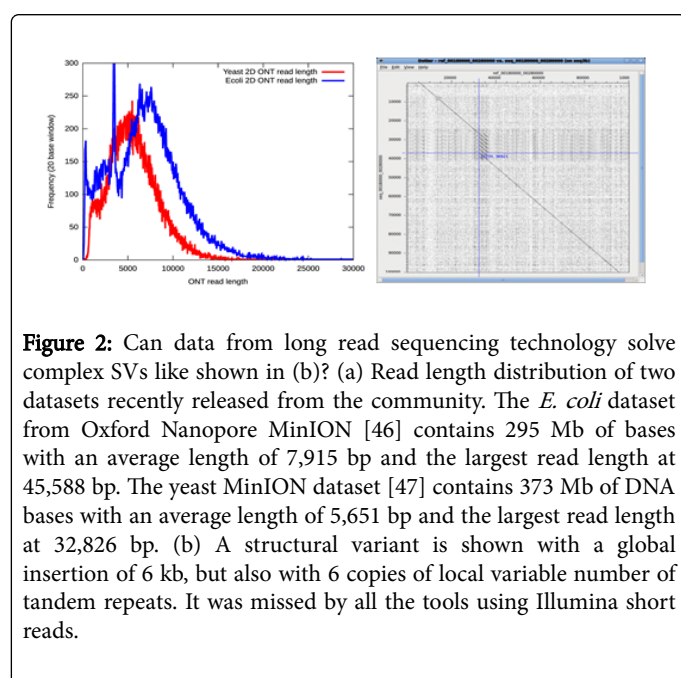 Yeast 2D ONT read length
Ecoli 2D ONT read length
300
250
200
150
100
50
0
Frequency (20 base window)
0 5000 10000 15000 20000 25000 30000
ONT read length
File Edit View Help
Figure 2: Can data from long read sequencing technology solve
complex SVs like shown in (b)? (a) Read length distribution of two
datasets recently released from the community. The E. coli dataset
from Oxford Nanopore MinION [46] contains 295 Mb of bases
with an average length of 7,915 bp and the largest read length at
45,588 bp. The yeast MinION dataset [47] contains 373 Mb of DNA
bases with an average length of 5,651 bp and the largest read length
at 32,826 bp. (b) A structural variant is shown with a global
insertion of 6 kb, but also with 6 copies of local variable number of
tandem repeats. It was missed by all the tools using Illumina short
reads.